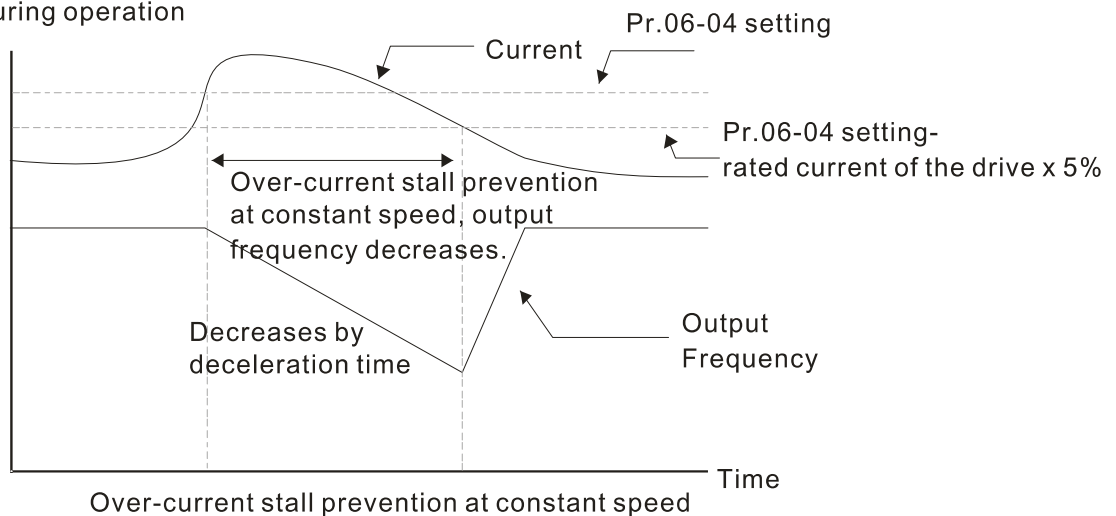 uring operation
Pr.06-04 setting
Current
Pr.06-04 setting-
rated current of the drive x 5%
Over-current stall prevention
at constant speed, output
frequency decreases.
Decreases by
deceleration time
Output
Frequency
Time
Over-current stall prevention at constant speed